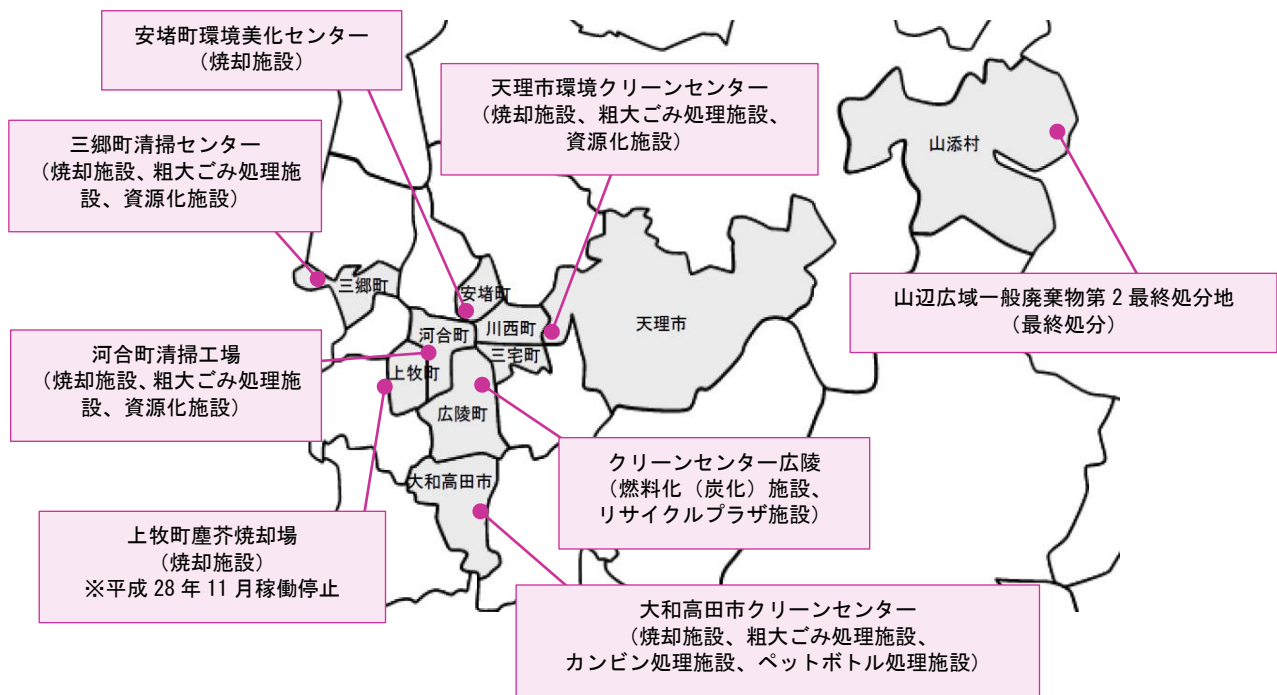 安堵町環境美化センター
（焼却施設）
天理市環境クリーンセンター
（焼却施設、粗大ごみ処理施設、
資源化施設）
三郷町清掃センター
（焼却施設、粗大ごみ処理施
設、資源化施設）
山添村
三郷町
安堵町
山辺広域一般廃棄物第２最終処分地
（最終処分）
川西町
天理市
河合町
三宅町
河合町清掃工場
（焼却施設、粗大ごみ処理施
設、資源化施設）
上牧町
広陵町
クリーンセンター広陵
（燃料化（炭化）施設、
リサイクルプラザ施設）
大和高田市
上牧町塵芥焼却場
（焼却施設）
※平成 28 年 11 月稼働停止
大和高田市クリーンセンター
（焼却施設、粗大ごみ処理施設、
カンビン処理施設、ペットボトル処理施設）